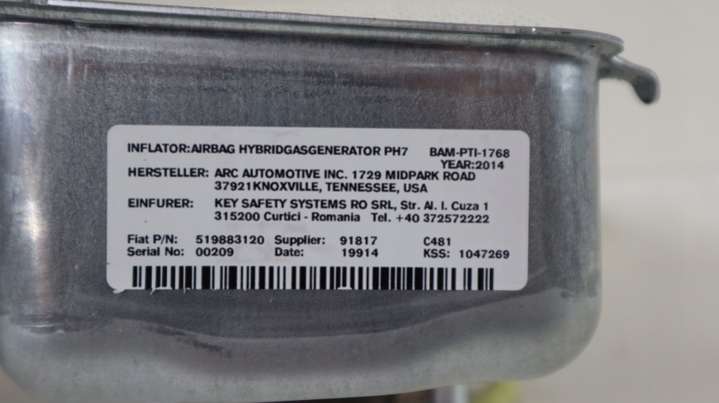 INFLATOR:AIRBAG HYBRIDGASGENERATOR PH7 BAM-PTI-1768
YEAR:2014
HERSTELLER: ARC AUTOMOTIVE INC. 1729 MIDPARK ROAD
37921KNOXVILLE, TENNESSEE, USA
EINFURER: KEY SAFETY SYSTEMS RO SRL, Str. Al. I. Cuza 1
315200 Curtici - Romania Tel. +40 372572222
Fiat P/N: 519883120 Supplier: 91817 C481
Serial No: 00209 Date: 19914 KSS: 1047269